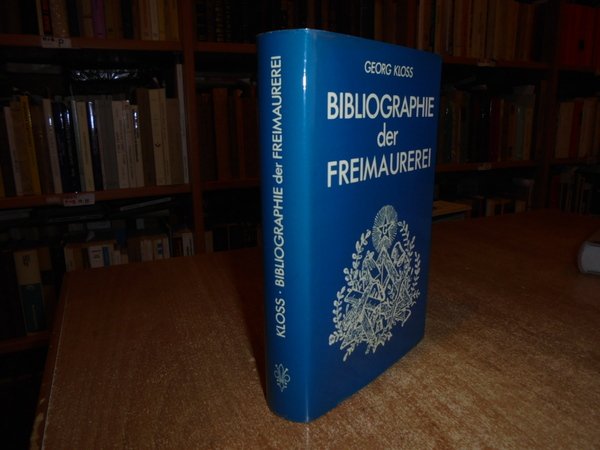 GEORG KLOSS
BIBLIOGRAPHIE
der
FREIMAUREREI
KLOSS · BIBLIOGRAPHIE der FREIMAUREREI